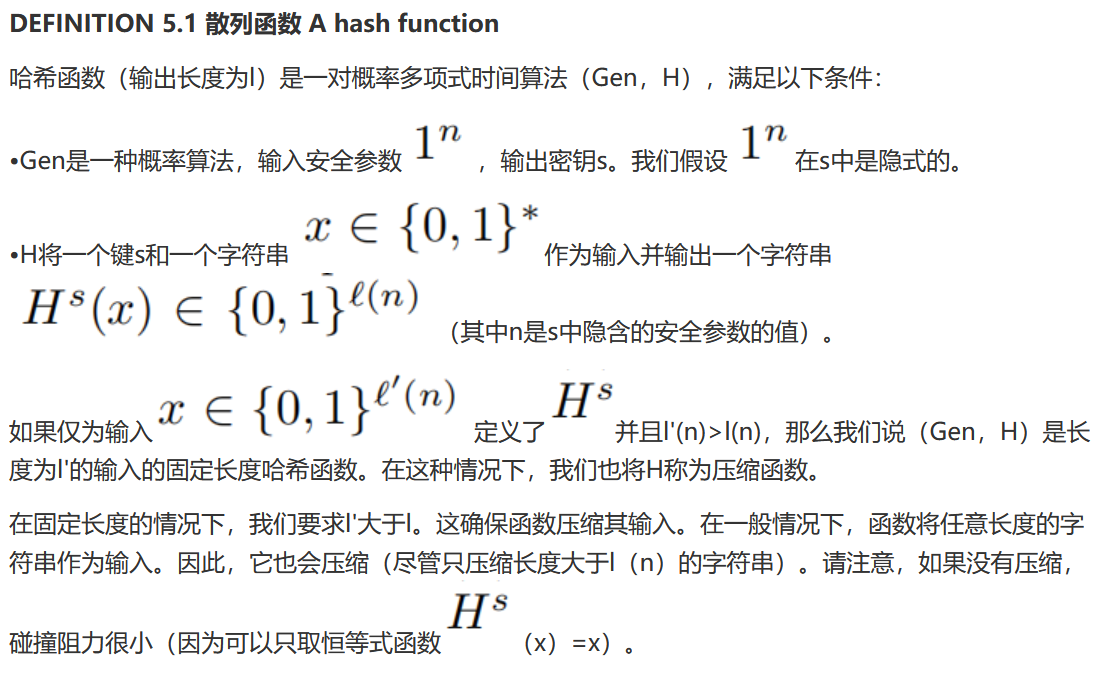 DEFINITION 5.1 散列函数 A hash function
哈希函数（输出长度为l）是一对概率多项式时间算法（Gen，H），满足以下条件：
•Gen是一种概率算法，输入安全参数 1^n ，输出密钥s。我们假设 1^n 在s中是隐式的。
•H将一个键s和一个字符串 x ∈ {0, 1}^* 作为输入并输出一个字符串
H^s(x) ∈ {0, 1}^{ℓ(n)} （其中n是s中隐含的安全参数的值）。
如果仅为输入 x ∈ {0, 1}^{ℓ′(n)} 定义了 H^s 并且l'(n)>l(n)，那么我们说（Gen，H）是长
度为l'的输入的固定长度哈希函数。在这种情况下，我们也将H称为压缩函数。
在固定长度的情况下，我们要求l'大于l。这确保函数压缩其输入。在一般情况下，函数将任意长度的字
符串作为输入。因此，它也会压缩（尽管只压缩长度大于l（n）的字符串）。请注意，如果没有压缩，
碰撞阻力很小（因为可以只取恒等式函数 H^s （x）=x）。